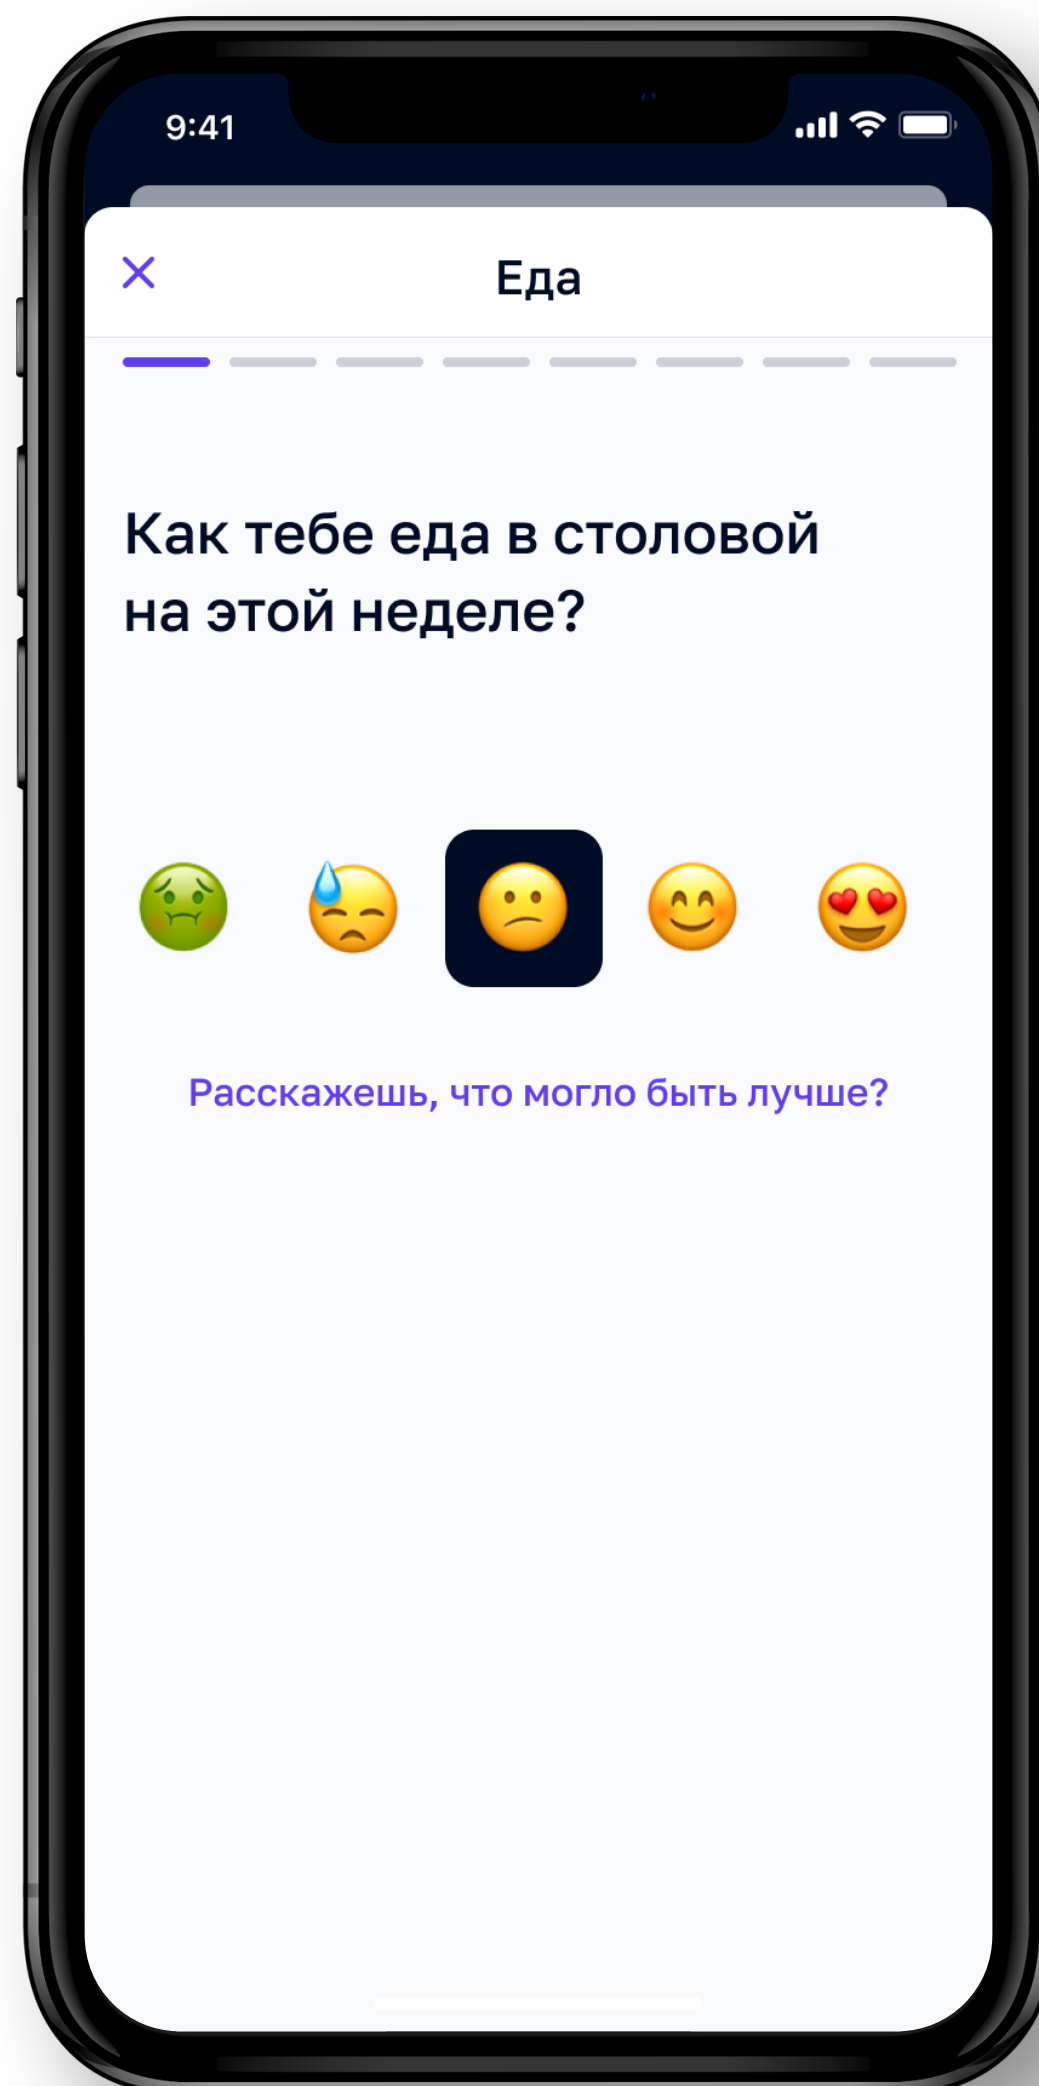 9:41
Еда
Как тебе еда в столовой
на этой неделе?
Расскажешь, что могло быть лучше?